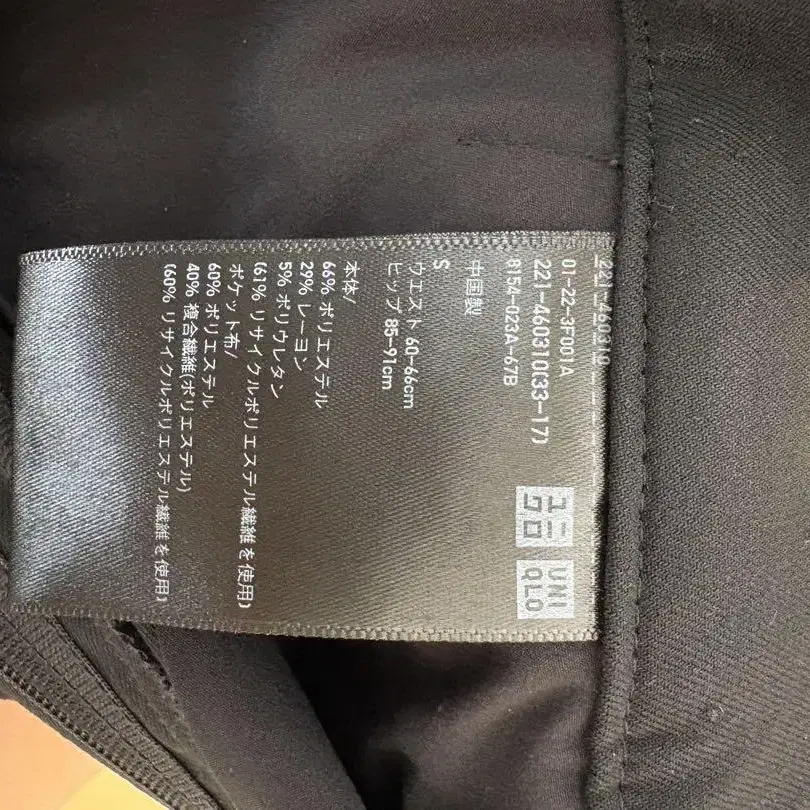 221-460310
01-22-3F001A
221-460310(33-17)
815A-023A-67B
ユニ
クロ
UNI
QLO
中国製
S
ウエスト 60-66cm
ヒップ 85-91cm
本体/
66% ポリエステル
29% レーヨン
5% ポリウレタン
(61% リサイクルポリエステル繊維を使用)
ポケット布/
60% ポリエステル
40% 複合繊維(ポリエステル)
(60% リサイクルポリエステル繊維を使用)